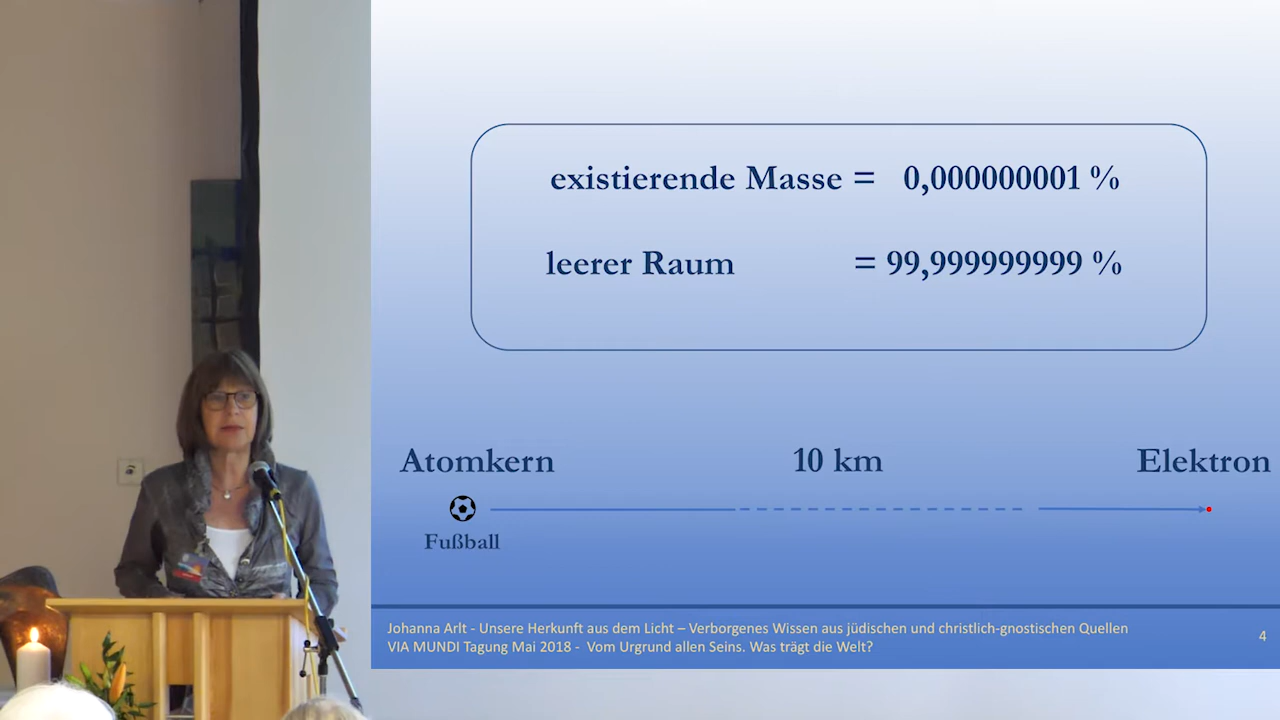 existierende Masse = 0,000000001 %
leerer Raum = 99,999999999 %
Atomkern 10 km Elektron
Fußball
Johanna Arlt - Unsere Herkunft aus dem Licht – Verborgenes Wissen aus jüdischen und christlich-gnostischen Quellen
VIA MUNDI Tagung Mai 2018 - Vom Urgrund allen Seins. Was trägt die Welt?
4